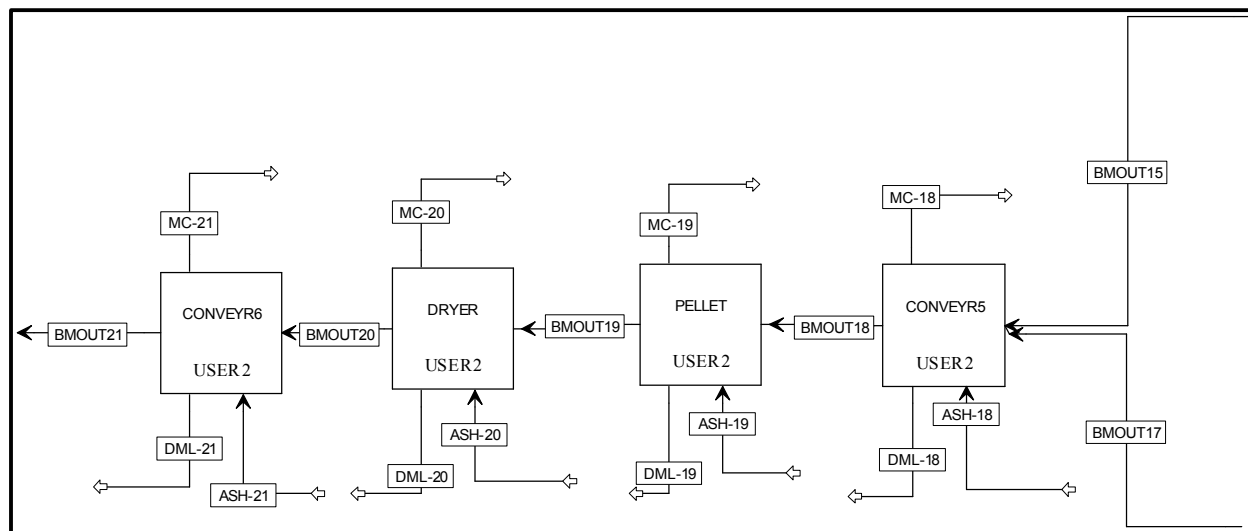 BMOUT15
MC-21
MC-20
MC-19
MC-18
CONVEYR6
USER2
DRYER
USER2
PELLET
USER2
CONVEYR5
USER2
BMOUT21
BMOUT20
BMOUT19
BMOUT18
DML-21
ASH-21
DML-20
ASH-20
DML-19
ASH-19
DML-18
ASH-18
BMOUT17